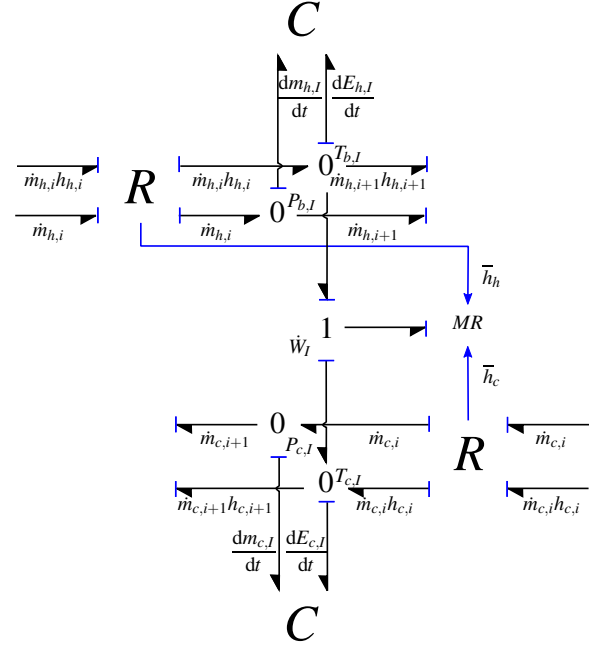 C
dm_{h,I}/dt dE_{h,I}/dt
0 T_{b,I}
ṁ_{h,i}h_{h,i} R ṁ_{h,i}h_{h,i} ṁ_{h,i+1}h_{h,i+1}
0 P_{b,I}
ṁ_{h,i} ṁ_{h,i} ṁ_{h,i+1}
h̅_h
1 MR
Ẇ_I
h̅_c
0
ṁ_{c,i+1} P_{c,I} ṁ_{c,i} R ṁ_{c,i}
0 T_{c,I}
ṁ_{c,i+1}h_{c,i+1} ṁ_{c,i}h_{c,i} ṁ_{c,i}h_{c,i}
dm_{c,I}/dt dE_{c,I}/dt
C